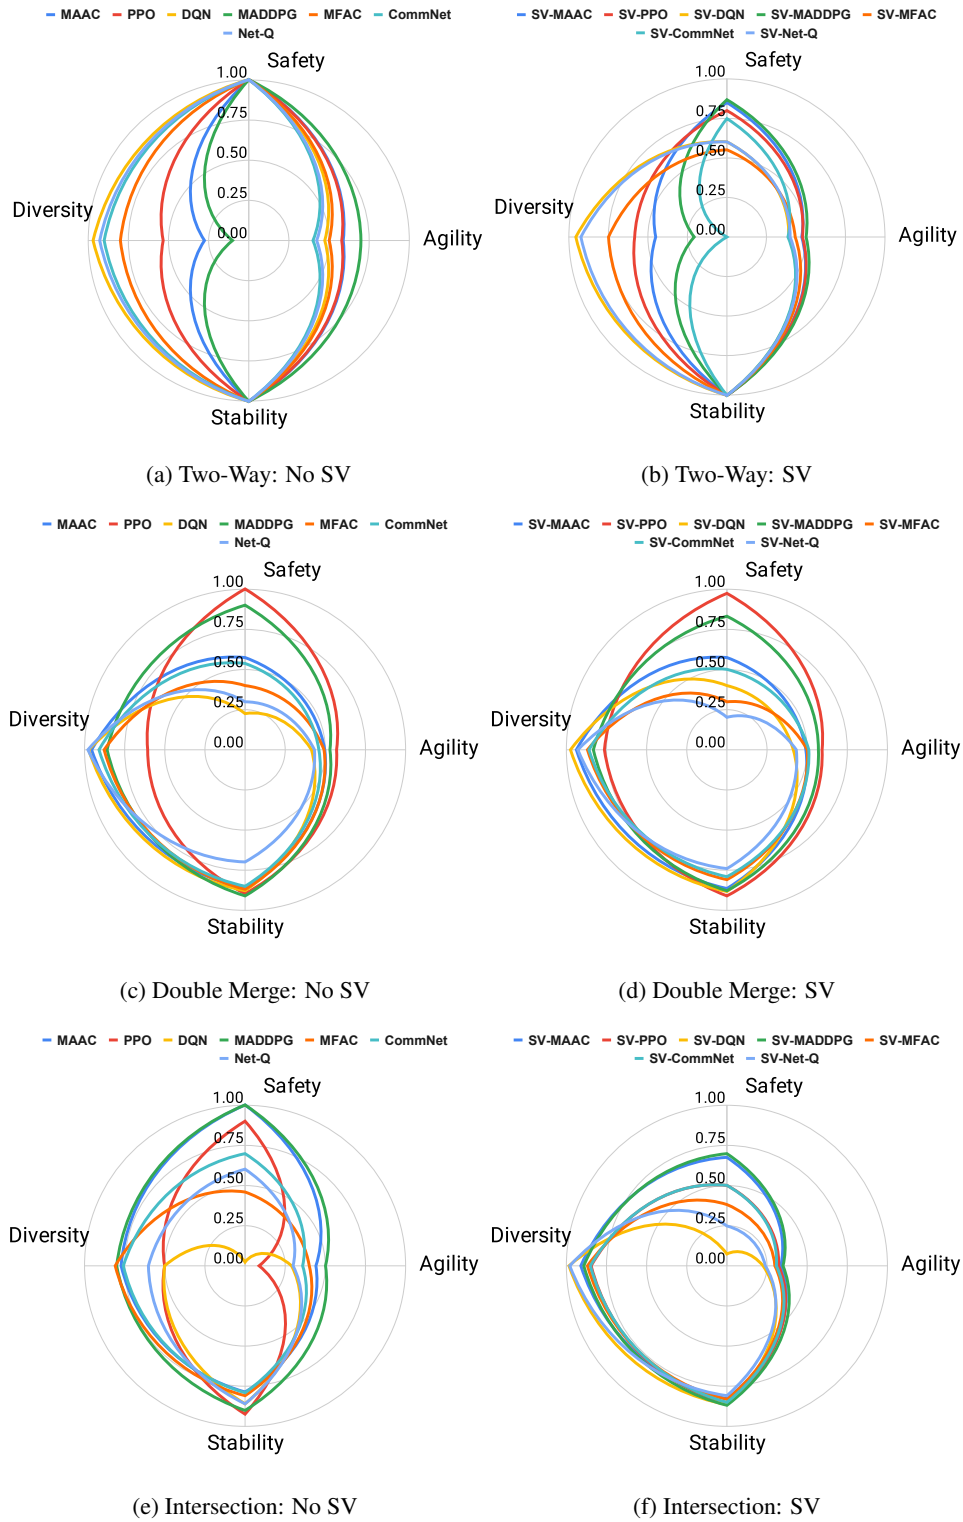 MAAC PPO DQN MADDPG MFAC CommNet
Net-Q
Safety
1.00
0.75
0.50
0.25
0.00
Diversity
Agility
Stability
(a) Two-Way: No SV
SV-MAAC SV-PPO SV-DQN SV-MADDPG SV-MFAC
SV-CommNet SV-Net-Q
Safety
1.00
0.75
0.50
0.25
0.00
Diversity
Agility
Stability
(b) Two-Way: SV
MAAC PPO DQN MADDPG MFAC CommNet
Net-Q
Safety
1.00
0.75
0.50
0.25
0.00
Diversity
Agility
Stability
(c) Double Merge: No SV
SV-MAAC SV-PPO SV-DQN SV-MADDPG SV-MFAC
SV-CommNet SV-Net-Q
Safety
1.00
0.75
0.50
0.25
0.00
Diversity
Agility
Stability
(d) Double Merge: SV
MAAC PPO DQN MADDPG MFAC CommNet
Net-Q
Safety
1.00
0.75
0.50
0.25
0.00
Diversity
Agility
Stability
(e) Intersection: No SV
SV-MAAC SV-PPO SV-DQN SV-MADDPG SV-MFAC
SV-CommNet SV-Net-Q
Safety
1.00
0.75
0.50
0.25
0.00
Diversity
Agility
Stability
(f) Intersection: SV